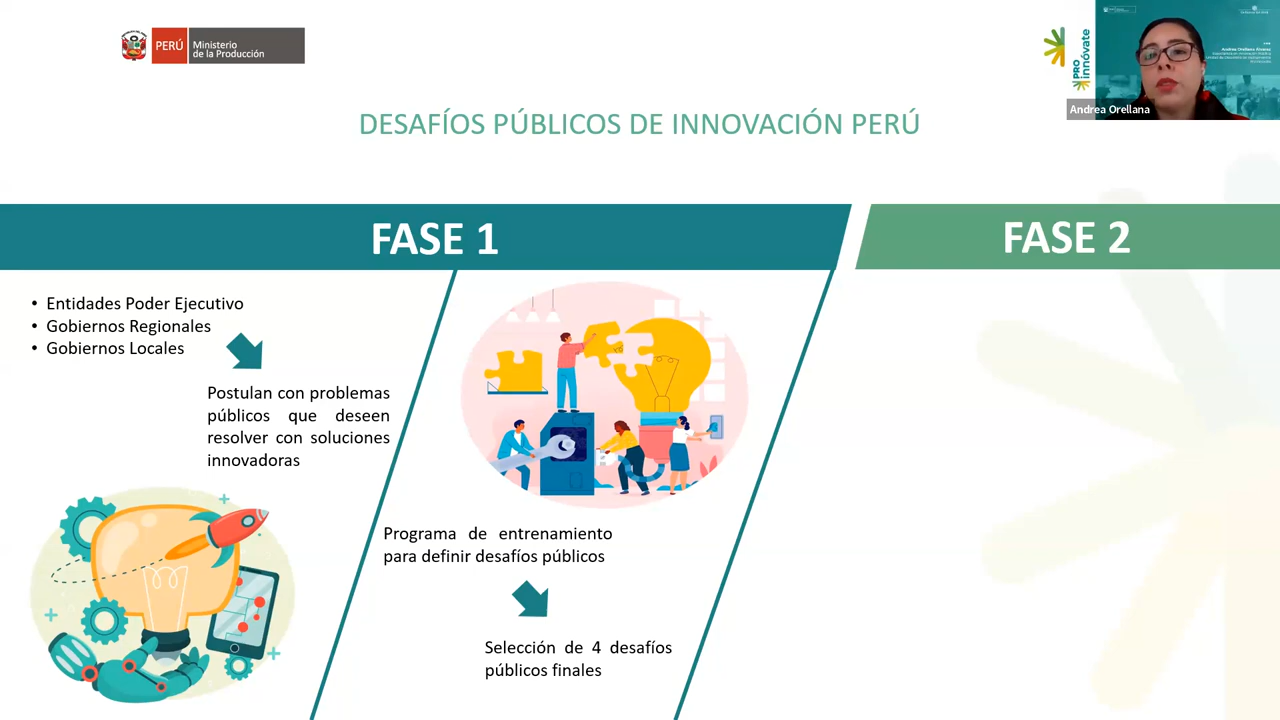 PERÚ
Ministerio
de la Producción
PRO
innóvate
Andrea Orellana
DESAFÍOS PÚBLICOS DE INNOVACIÓN PERÚ
FASE 1
FASE 2
• Entidades Poder Ejecutivo
• Gobiernos Regionales
• Gobiernos Locales
Postulan con problemas
públicos que deseen
resolver con soluciones
innovadoras
Programa de entrenamiento
para definir desafíos públicos
Selección de 4 desafíos
públicos finales